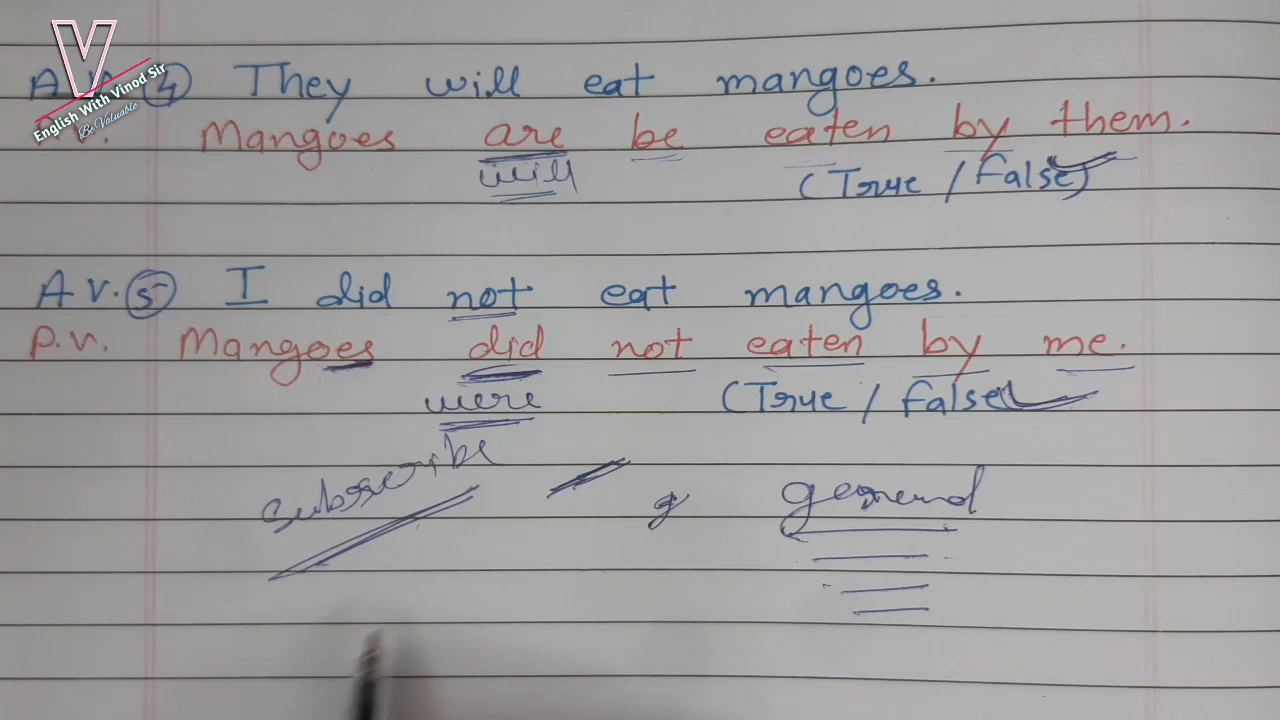 V
English With Vinod Sir
Be Valuable
A.V. 4 They will eat mangoes.
P.V. Mangoes are be eaten by them.
will (True / False)
A.V. 5 I did not eat mangoes.
P.V. Mangoes did not eaten by me.
were (True / False)
Subscribe
g